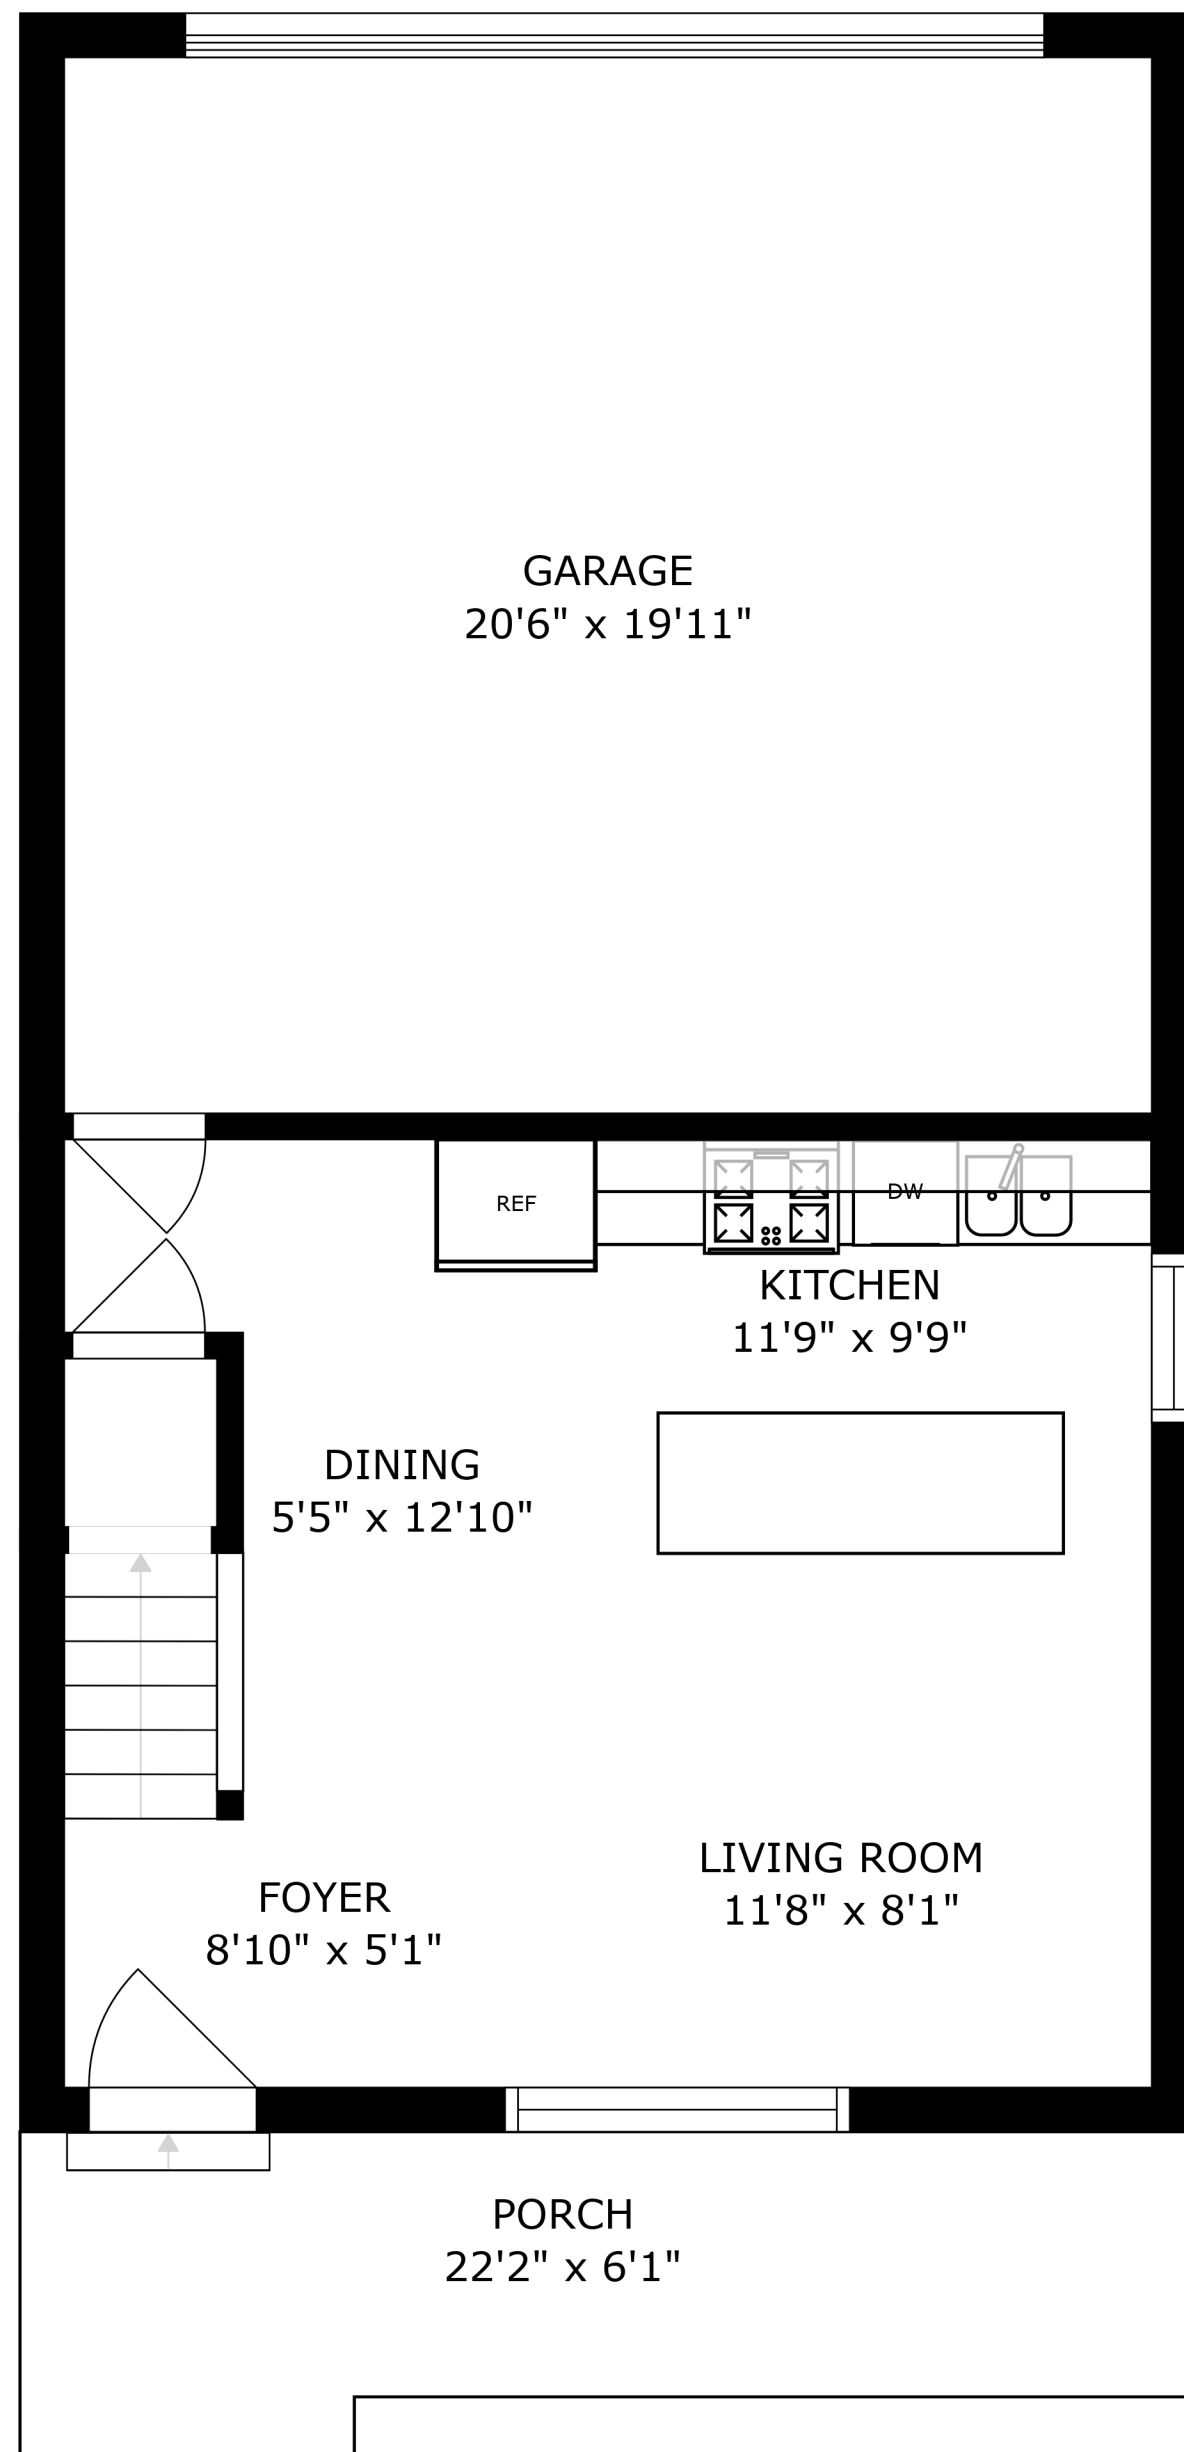 GARAGE
20'6" x 19'11"
REF
DW
KITCHEN
11'9" x 9'9"
DINING
5'5" x 12'10"
LIVING ROOM
11'8" x 8'1"
FOYER
8'10" x 5'1"
PORCH
22'2" x 6'1"